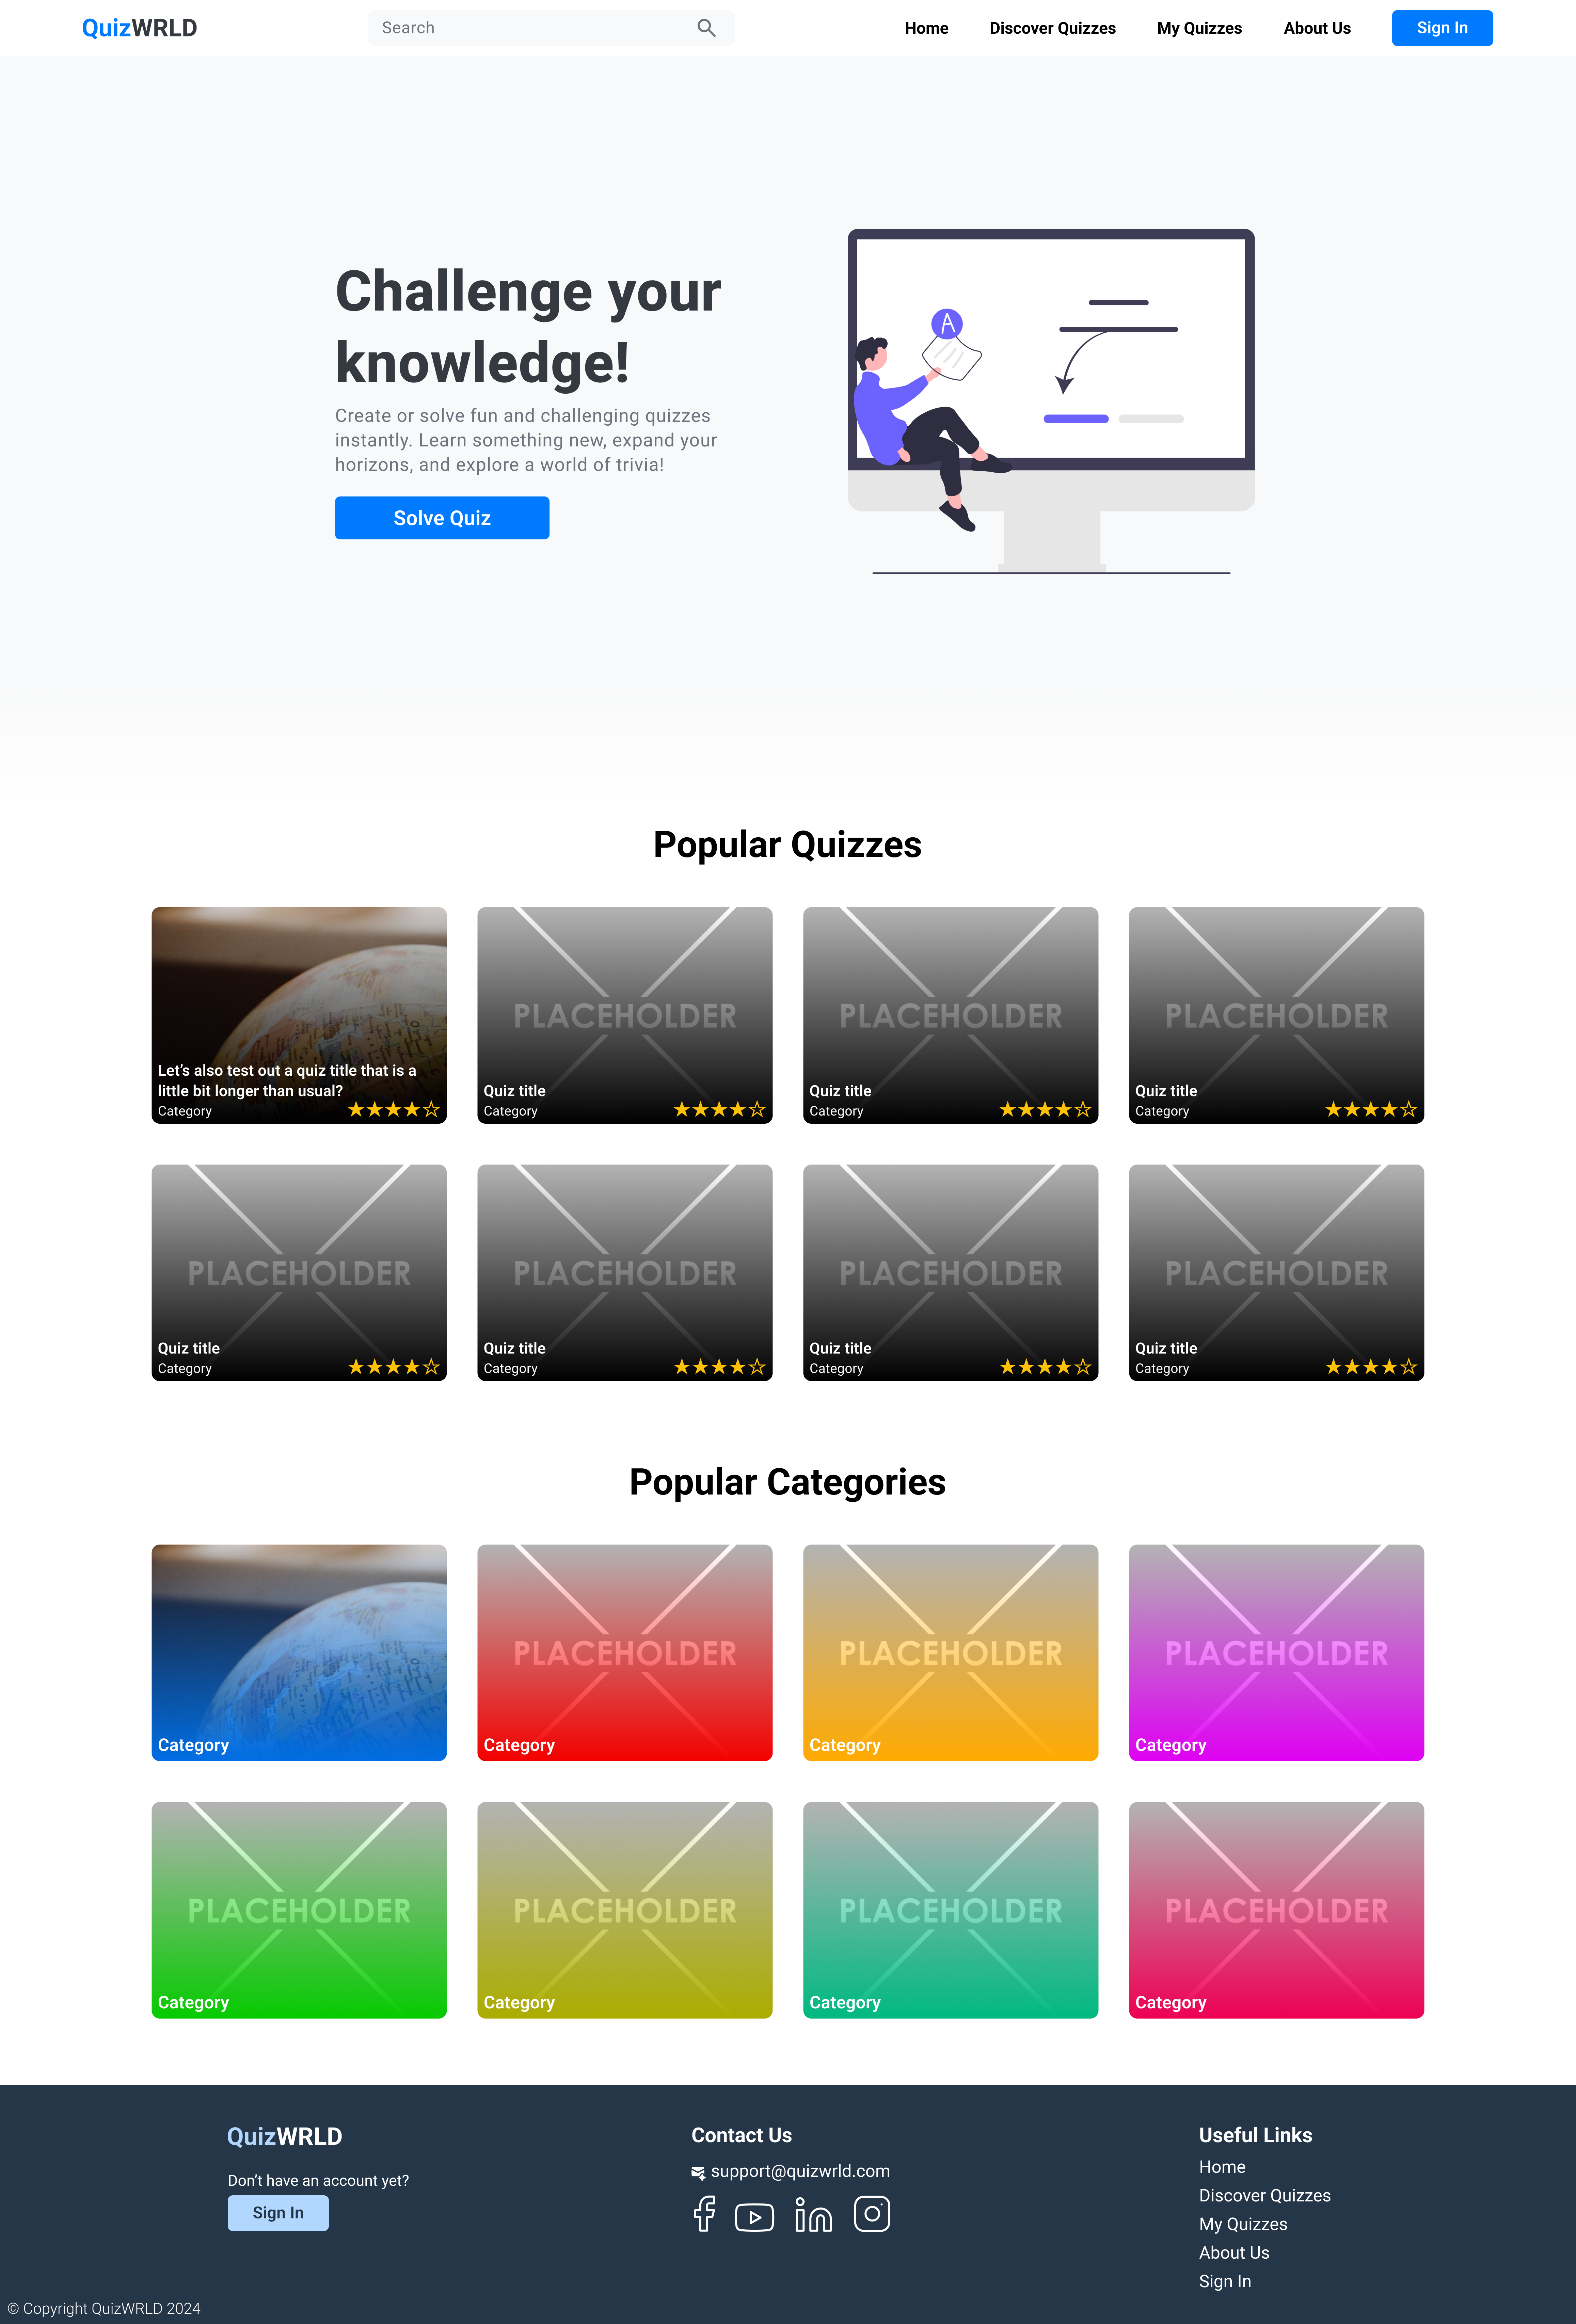 QuizWRLD
Search
Home
Discover Quizzes
My Quizzes
About Us
Sign In
Challenge your
knowledge!
Create or solve fun and challenging quizzes
instantly. Learn something new, expand your
horizons, and explore a world of trivia!
Solve Quiz
A
Popular Quizzes
Let's also test out a quiz title that is a
little bit longer than usual?
Category
PLACEHOLDER
Quiz title
Category
PLACEHOLDER
Quiz title
Category
PLACEHOLDER
Quiz title
Category
PLACEHOLDER
Quiz title
Category
PLACEHOLDER
Quiz title
Category
PLACEHOLDER
Quiz title
Category
PLACEHOLDER
Quiz title
Category
Popular Categories
Category
PLACEHOLDER
Category
PLACEHOLDER
Category
PLACEHOLDER
Category
PLACEHOLDER
Category
PLACEHOLDER
Category
PLACEHOLDER
Category
PLACEHOLDER
Category
QuizWRLD
Don't have an account yet?
Sign In
Contact Us
support@quizwrld.com
Useful Links
Home
Discover Quizzes
My Quizzes
About Us
Sign In
© Copyright QuizWRLD 2024